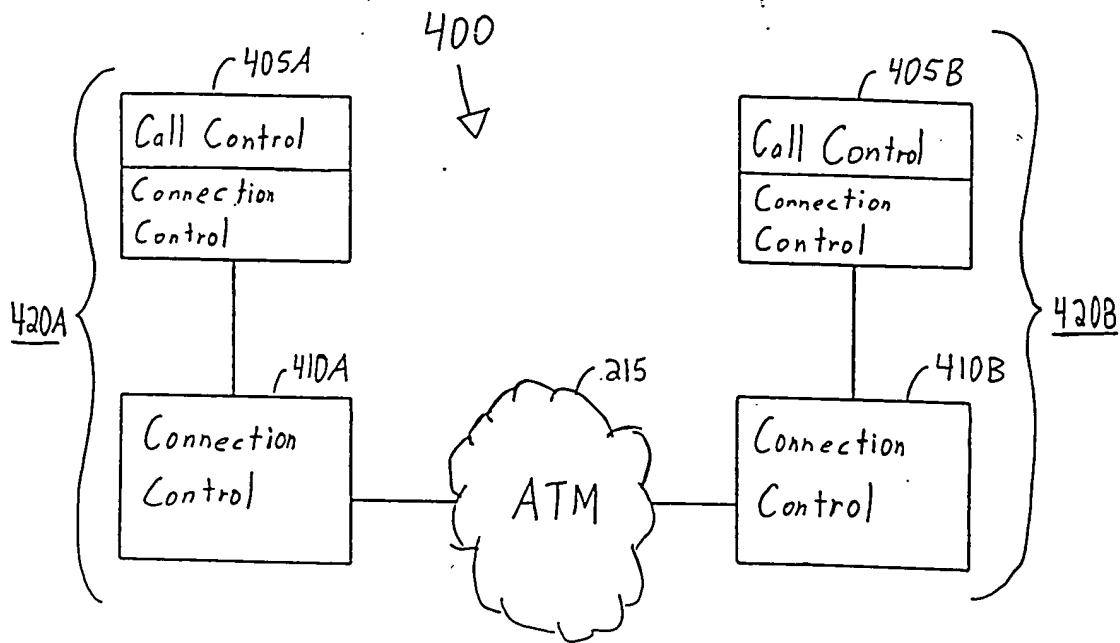 400
405A
Call Control
Connection
Control
405B
Call Control
Connection
Control
420A
420B
410A
Connection
Control
215
ATM
410B
Connection
Control